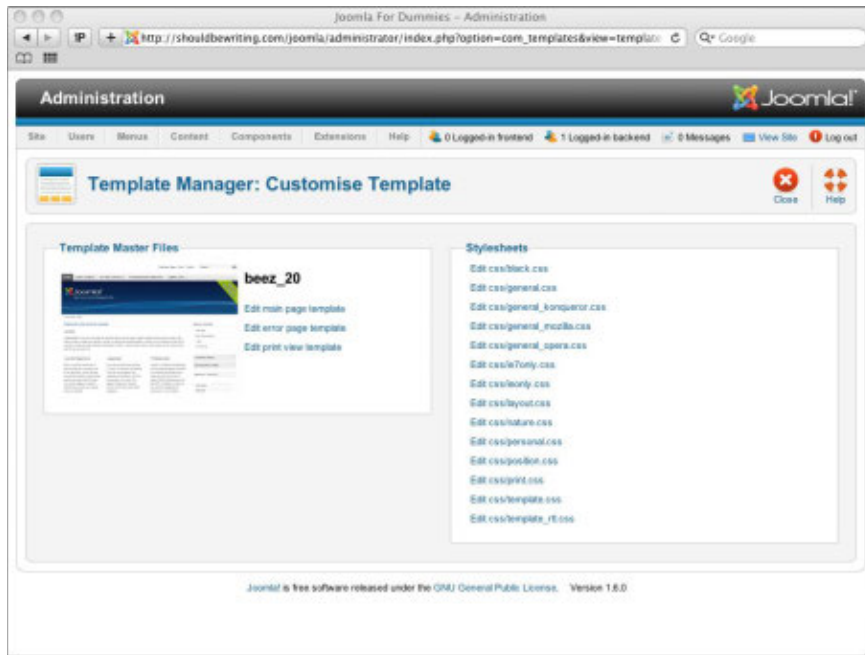 Joomla For Dummies – Administration
http://shouldbewriting.com/joomla/administrator/index.php?option=com_templates&view=template
Google
Administration
Joomla!
Site Users Menus Content Components Extensions Help 0 Logged-in frontend 1 Logged-in backend 0 Messages View Site Log out
Template Manager: Customise Template
Close
Help
Template Master Files
beez_20
Edit main page template
Edit error page template
Edit print view template
Joomla!
Stylesheets
Edit css/black.css
Edit css/general.css
Edit css/general_konqueror.css
Edit css/general_mozilla.css
Edit css/general_opera.css
Edit css/ie7only.css
Edit css/ieonly.css
Edit css/layout.css
Edit css/nature.css
Edit css/personal.css
Edit css/position.css
Edit css/print.css
Edit css/template.css
Edit css/template_rtl.css
Joomla! is free software released under the GNU General Public License. Version 1.6.0